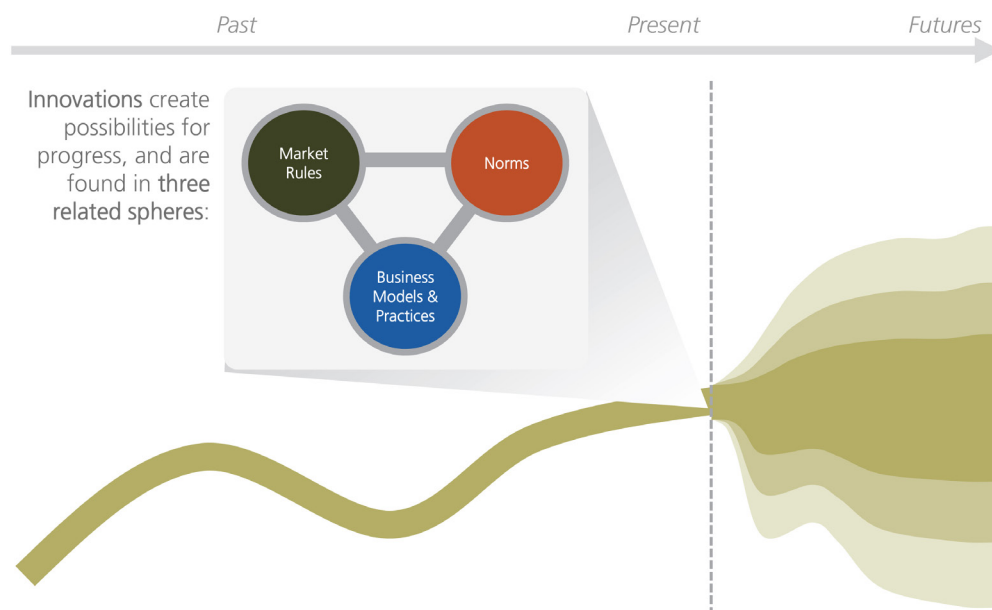 Past
Present
Futures
Innovations create
possibilities for
progress, and are
found in three
related spheres:
Market
Rules
Norms
Business
Models &
Practices